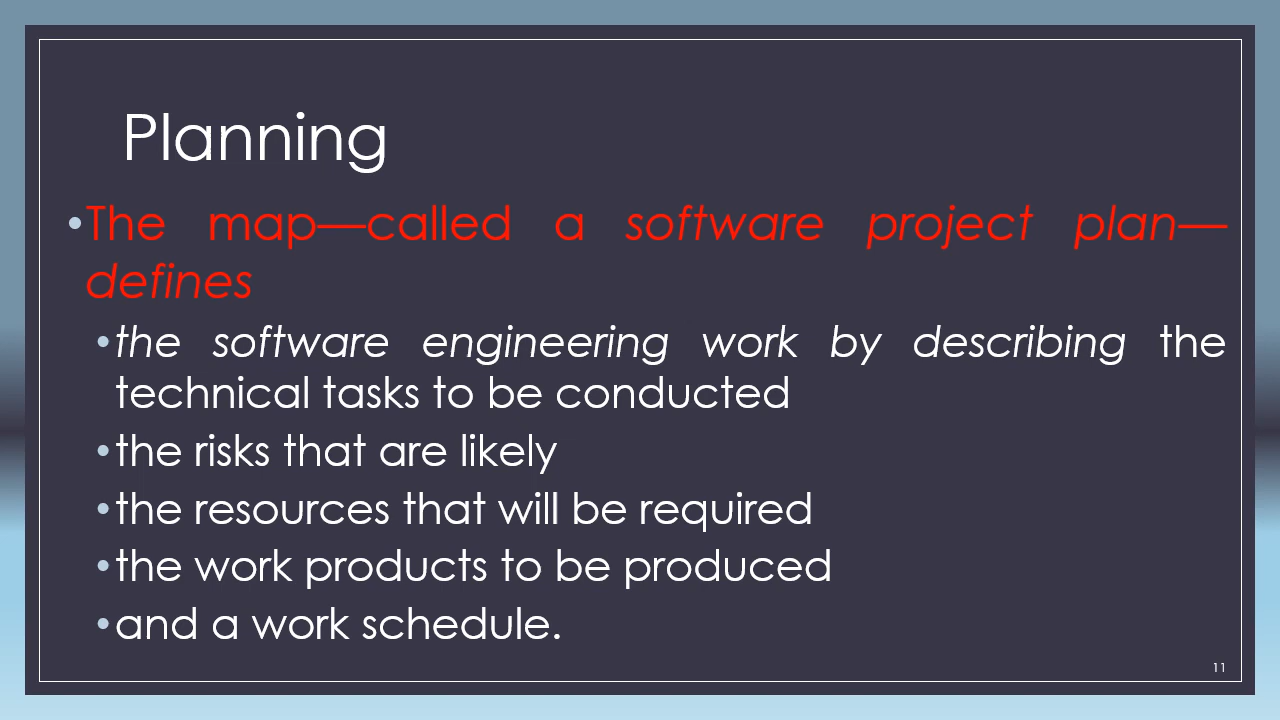 Planning
•The map—called a software project plan—
defines
•the software engineering work by describing the
technical tasks to be conducted
•the risks that are likely
•the resources that will be required
•the work products to be produced
•and a work schedule.
11